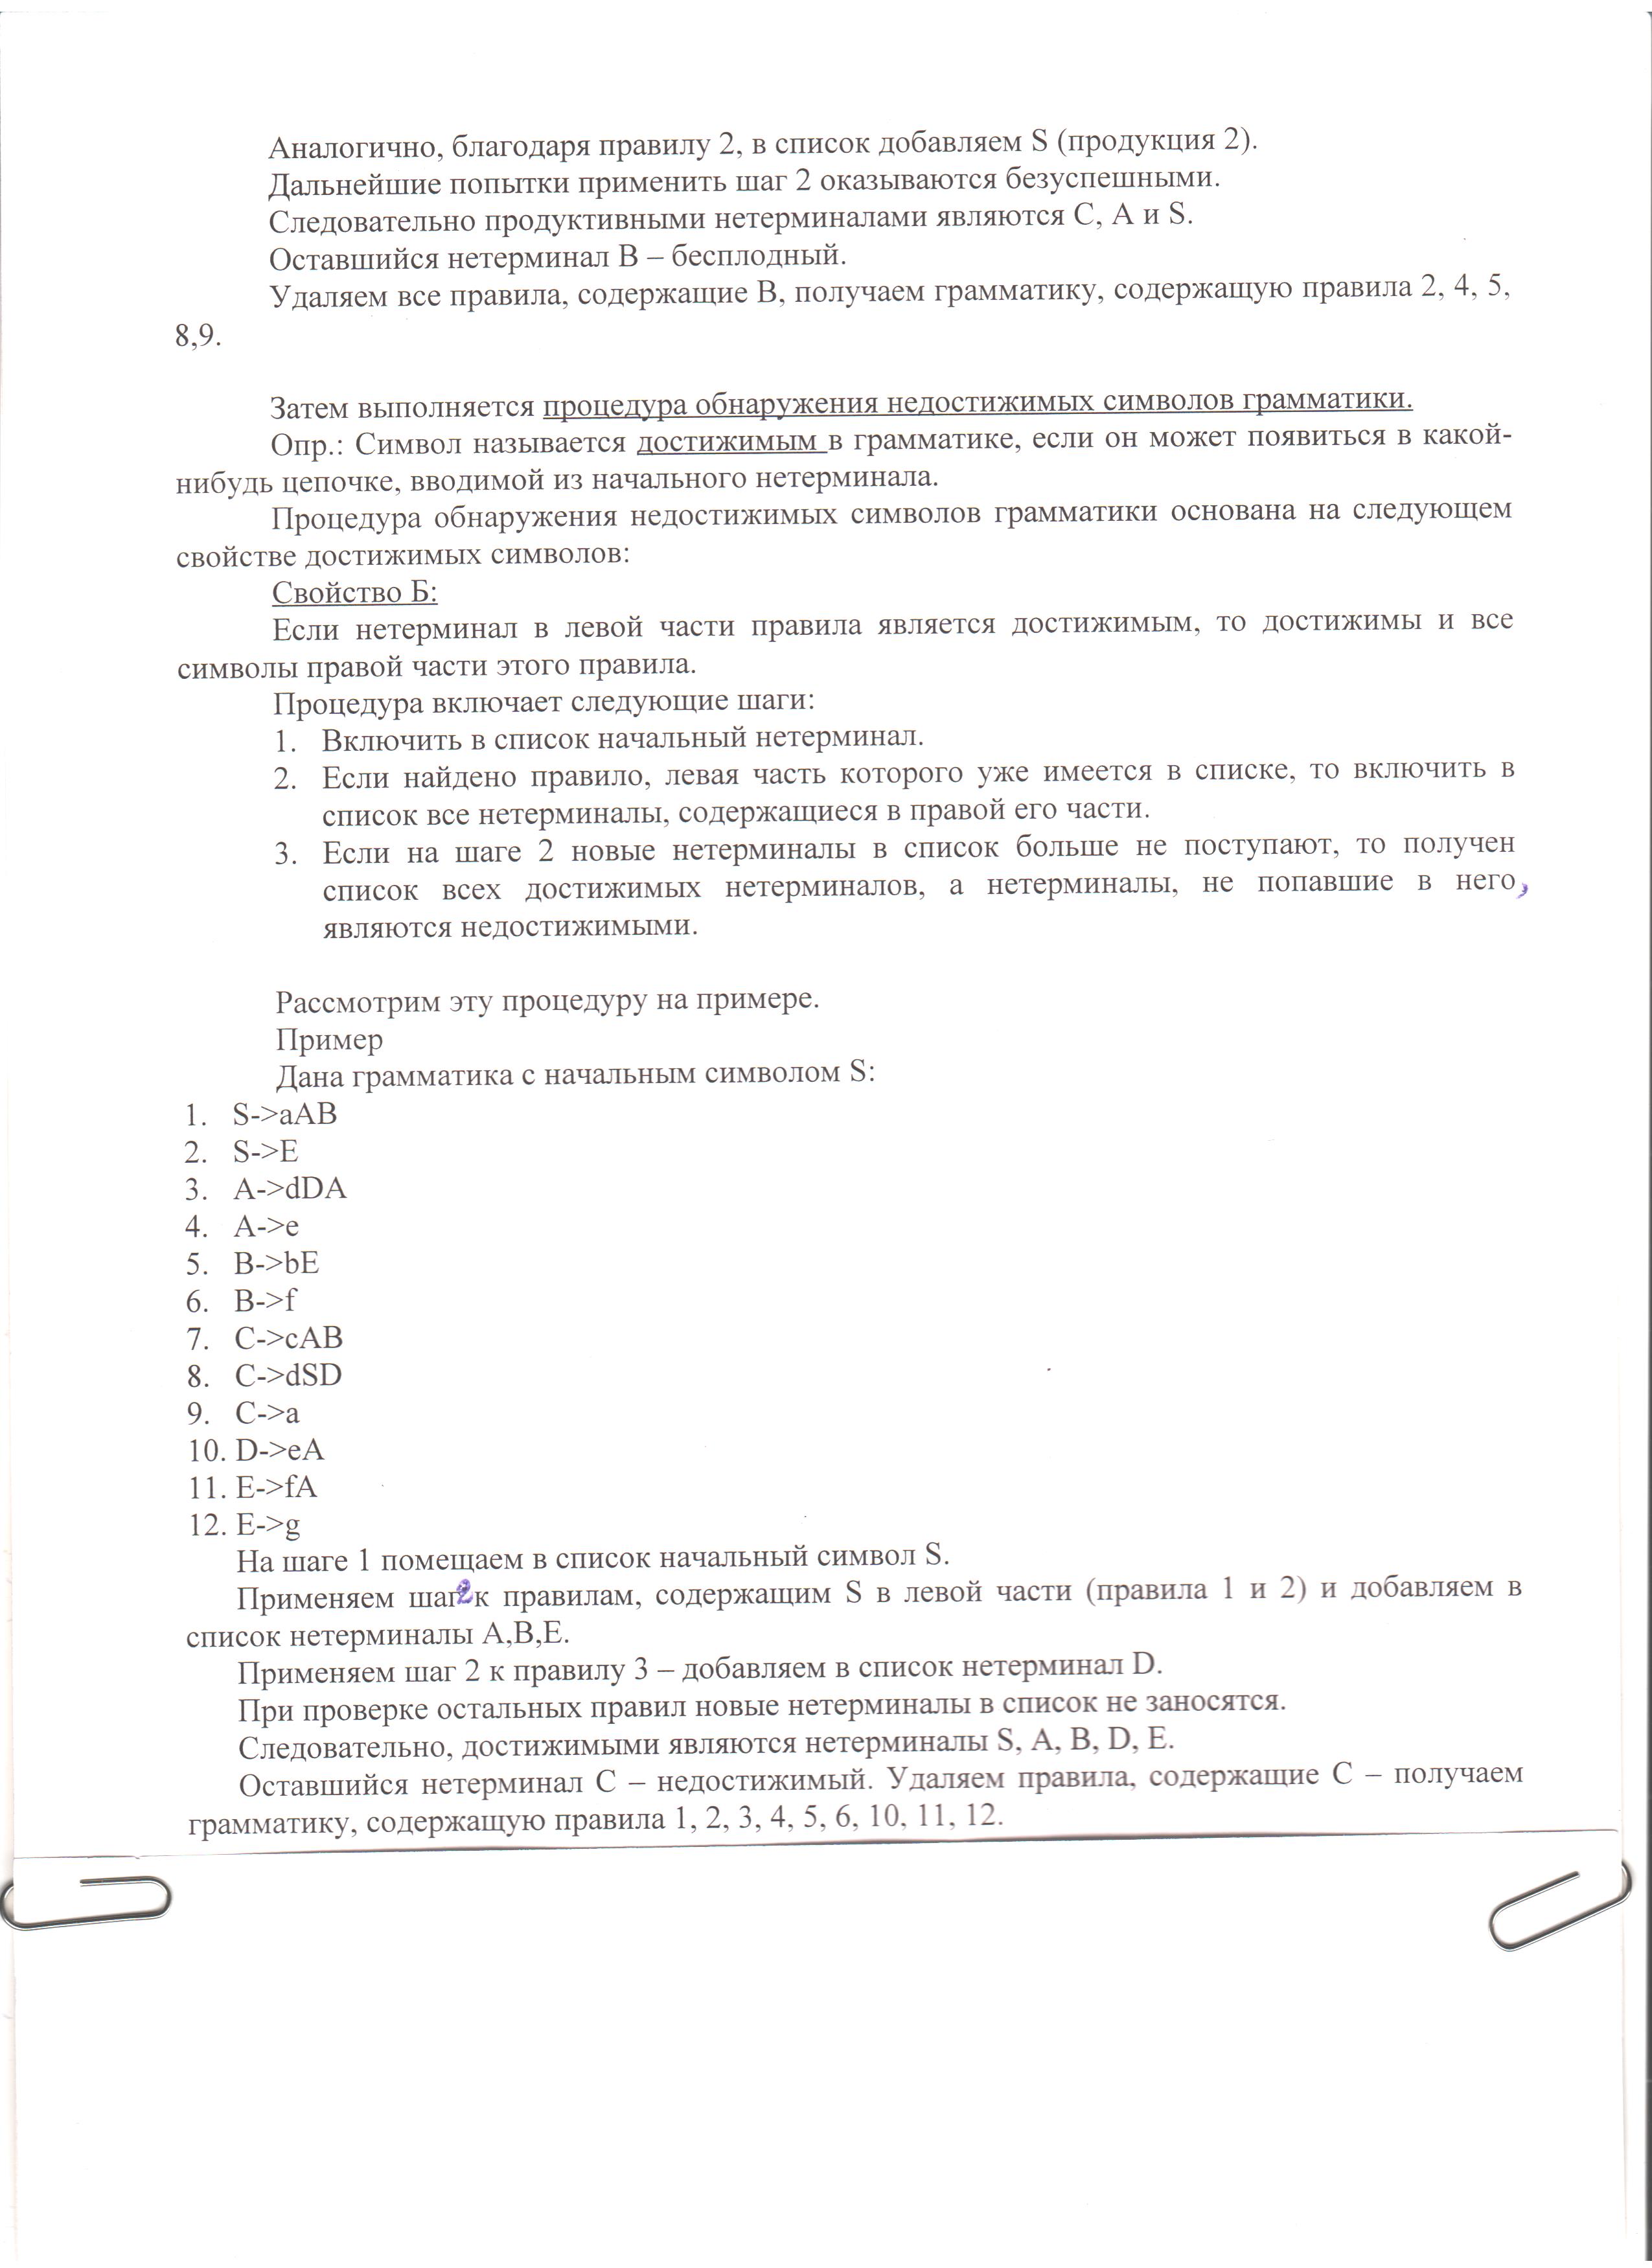 Аналогично, благодаря правилу 2, в список добавляем S (продукция 2).
Дальнейшие попытки применить шаг 2 оказываются безуспешными.
Следовательно продуктивными нетерминалами являются С, А и S.
Оставшийся нетерминал В – бесплодный.
Удаляем все правила, содержащие В, получаем грамматику, содержащую правила 2, 4, 5,
8,9.
Затем выполняется процедура обнаружения недостижимых символов грамматики.
Опр.: Символ называется достижимым в грамматике, если он может появиться в какой-
нибудь цепочке, вводимой из начального нетерминала.
Процедура обнаружения недостижимых символов грамматики основана на следующем
свойстве достижимых символов:
Свойство Б:
Если нетерминал в левой части правила является достижимым, то достижимы и все
символы правой части этого правила.
Процедура включает следующие шаги:
1. Включить в список начальный нетерминал.
2. Если найдено правило, левая часть которого уже имеется в списке, то включить в
список все нетерминалы, содержащиеся в правой его части.
3. Если на шаге 2 новые нетерминалы в список больше не поступают, то получен
список всех достижимых нетерминалов, а нетерминалы, не попавшие в него,
являются недостижимыми.
Рассмотрим эту процедуру на примере.
Пример
Дана грамматика с начальным символом S:
1. S->aAB
2. S->E
3. A->dDA
4. A->e
5. B->bE
6. B->f
7. C->cAB
8. C->dSD
9. C->a
10. D->eA
11. E->fA
12. E->g
На шаге 1 помещаем в список начальный символ S.
Применяем шаг 2 к правилам, содержащим S в левой части (правила 1 и 2) и добавляем в
список нетерминалы А,В,Е.
Применяем шаг 2 к правилу 3 – добавляем в список нетерминал D.
При проверке остальных правил новые нетерминалы в список не заносятся.
Следовательно, достижимыми являются нетерминалы S, A, B, D, E.
Оставшийся нетерминал С – недостижимый. Удаляем правила, содержащие С – получаем
грамматику, содержащую правила 1, 2, 3, 4, 5, 6, 10, 11, 12.